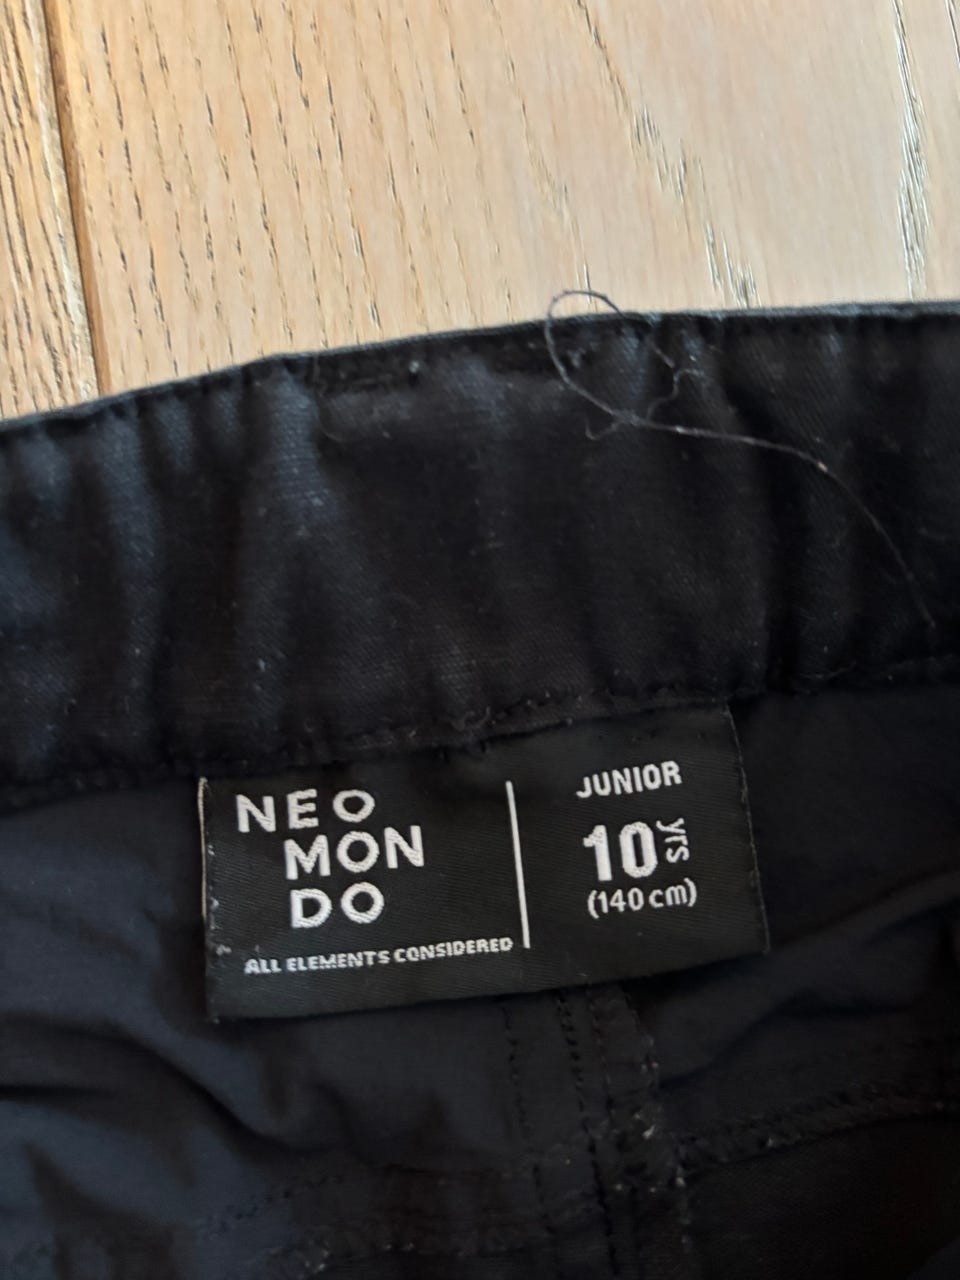 NEO
MON
DO
ALL ELEMENTS CONSIDERED
JUNIOR
10 yrs
(140 cm)